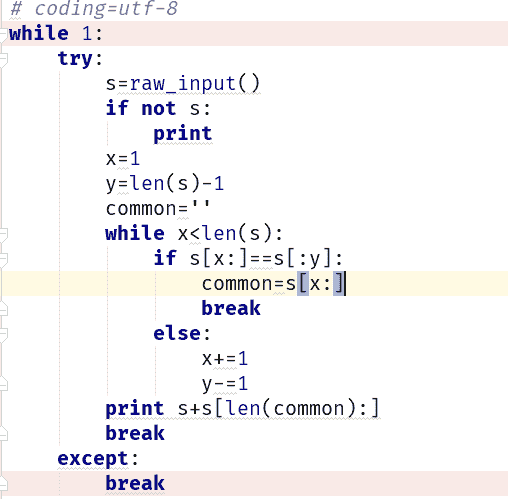 # coding=utf-8
while 1:
    try:
        s=raw_input()
        if not s:
            print
        x=1
        y=len(s)-1
        common=''
        while x<len(s):
            if s[x:]==s[:y]:
                common=s[x:]
                break
            else:
                x+=1
                y-=1
        print s+s[len(common):]
        break
    except:
        break